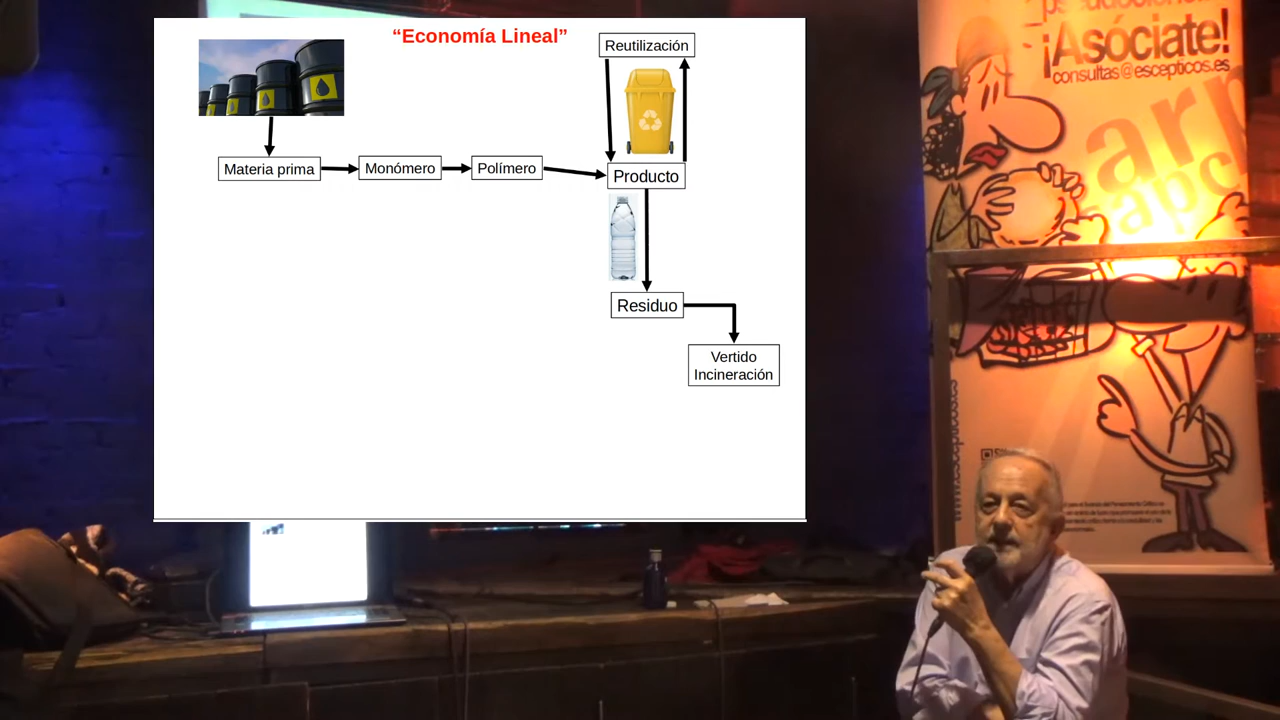 “Economía Lineal”
Reutilización
Materia prima
Monómero
Polímero
Producto
Residuo
Vertido
Incineración
¡Asóciate!
consultas@escepticos.es